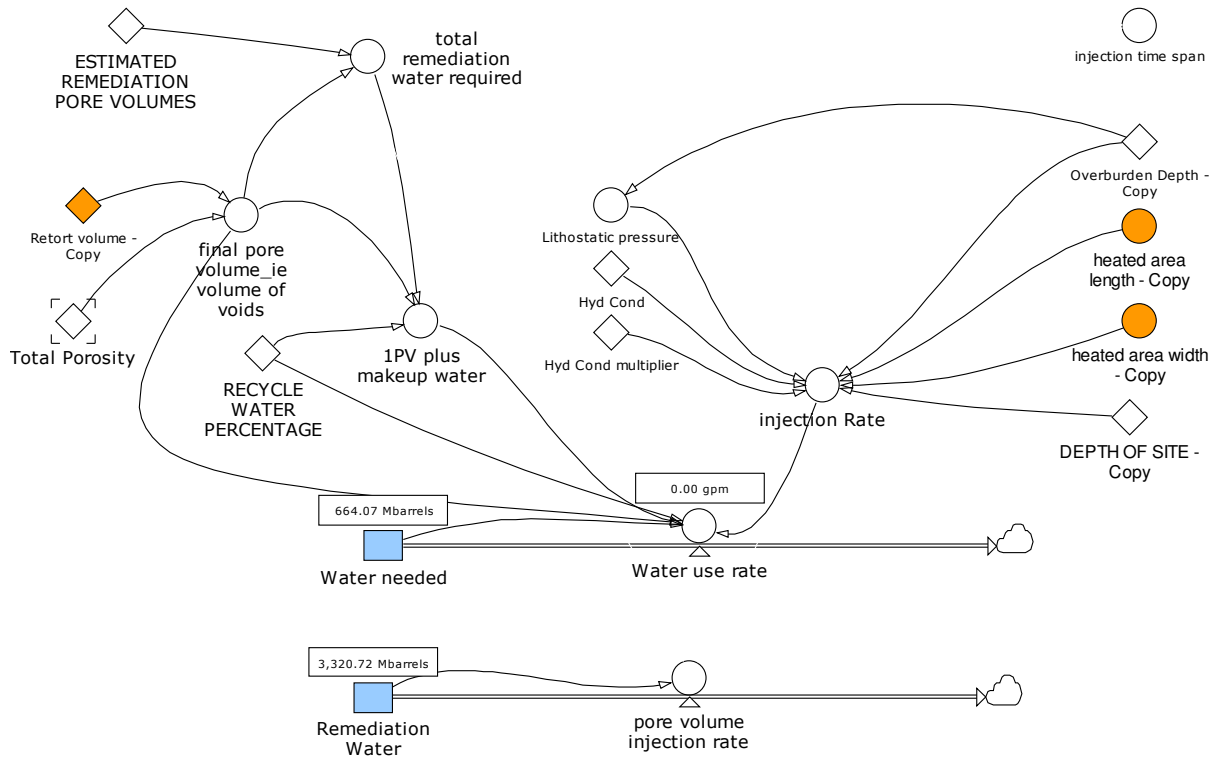 ESTIMATED
REMEDIATION
PORE VOLUMES
total
remediation
water required
injection time span
Retort volume -
Copy
final pore
volume_ie
volume of
voids
Total Porosity
Overburden Depth -
Copy
Lithostatic pressure
Hyd Cond
Hyd Cond multiplier
heated area
length - Copy
heated area width
- Copy
1PV plus
makeup water
RECYCLE
WATER
PERCENTAGE
injection Rate
DEPTH OF SITE -
Copy
0.00 gpm
664.07 Mbarrels
Water needed
Water use rate
3,320.72 Mbarrels
Remediation
Water
pore volume
injection rate